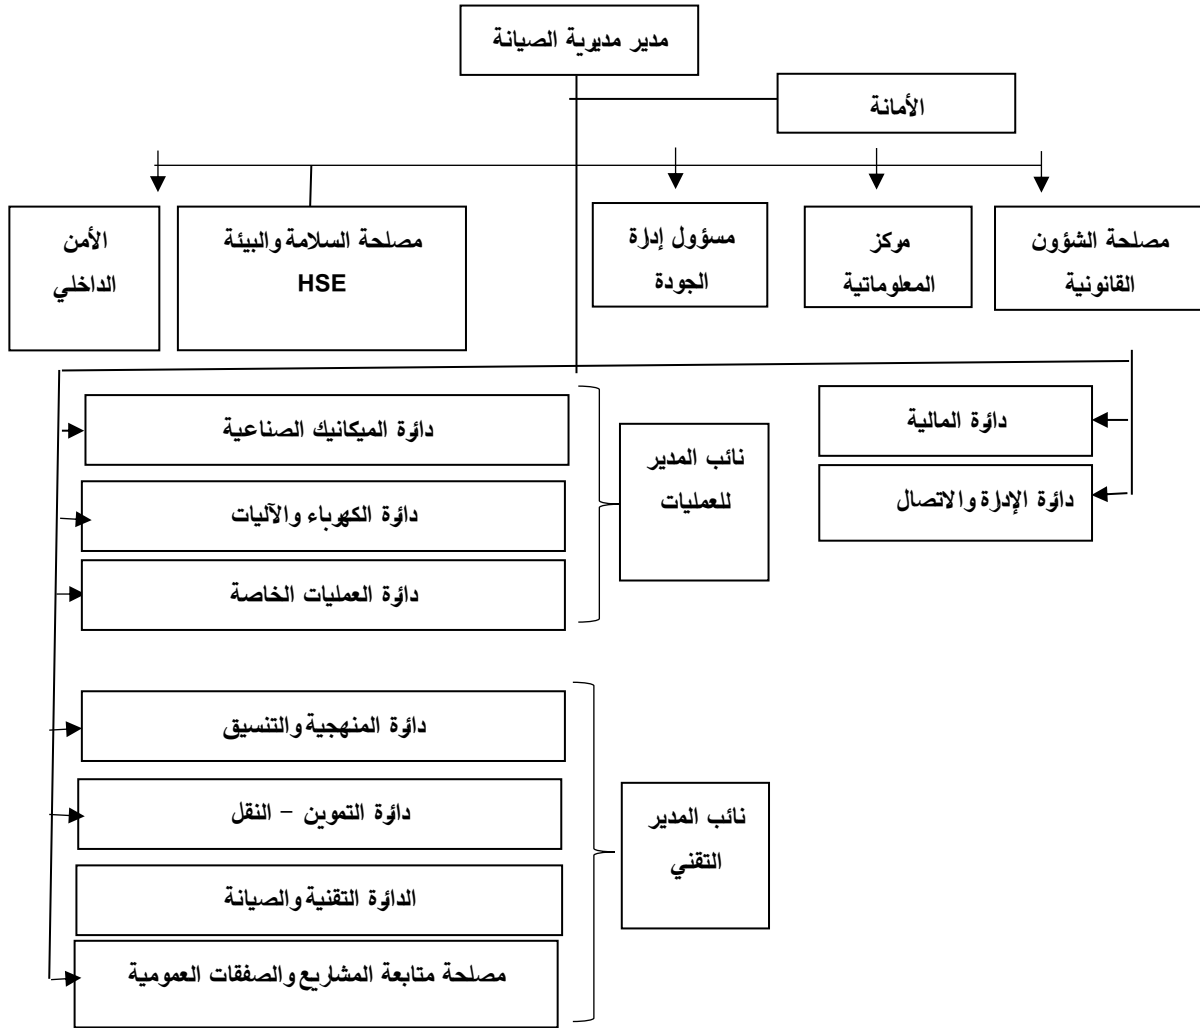 مدير مديرية الصيانة
الأمانة
مصلحة الشؤون
القانونية
مركز
المعلوماتية
مسؤول إدارة
الجودة
مصلحة السلامة والبيئة
HSE
الأمن
الداخلي
دائرة المالية
دائرة الإدارة والاتصال
نائب المدير
للعمليات
دائرة الميكانيك الصناعية
دائرة الكهرباء والآليات
دائرة العمليات الخاصة
نائب المدير
التقني
دائرة المنهجية والتنسيق
دائرة التموين – النقل
الدائرة التقنية والصيانة
مصلحة متابعة المشاريع والصفقات العمومية